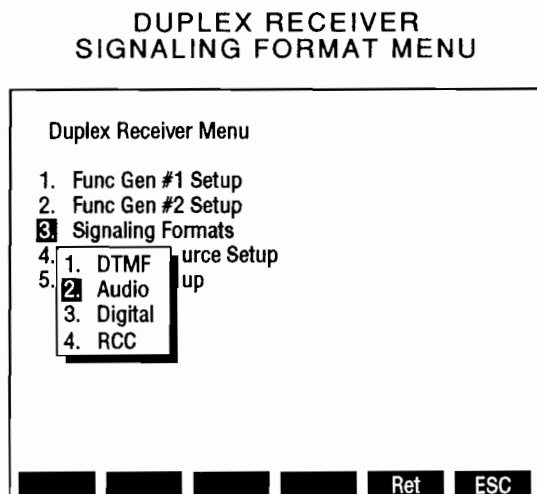 DUPLEX RECEIVER
SIGNALING FORMAT MENU
Duplex Receiver Menu
1. Func Gen #1 Setup
2. Func Gen #2 Setup
3. Signaling Formats
4. urce Setup
5. up
1. DTMF
2. Audio
3. Digital
4. RCC
Ret ESC